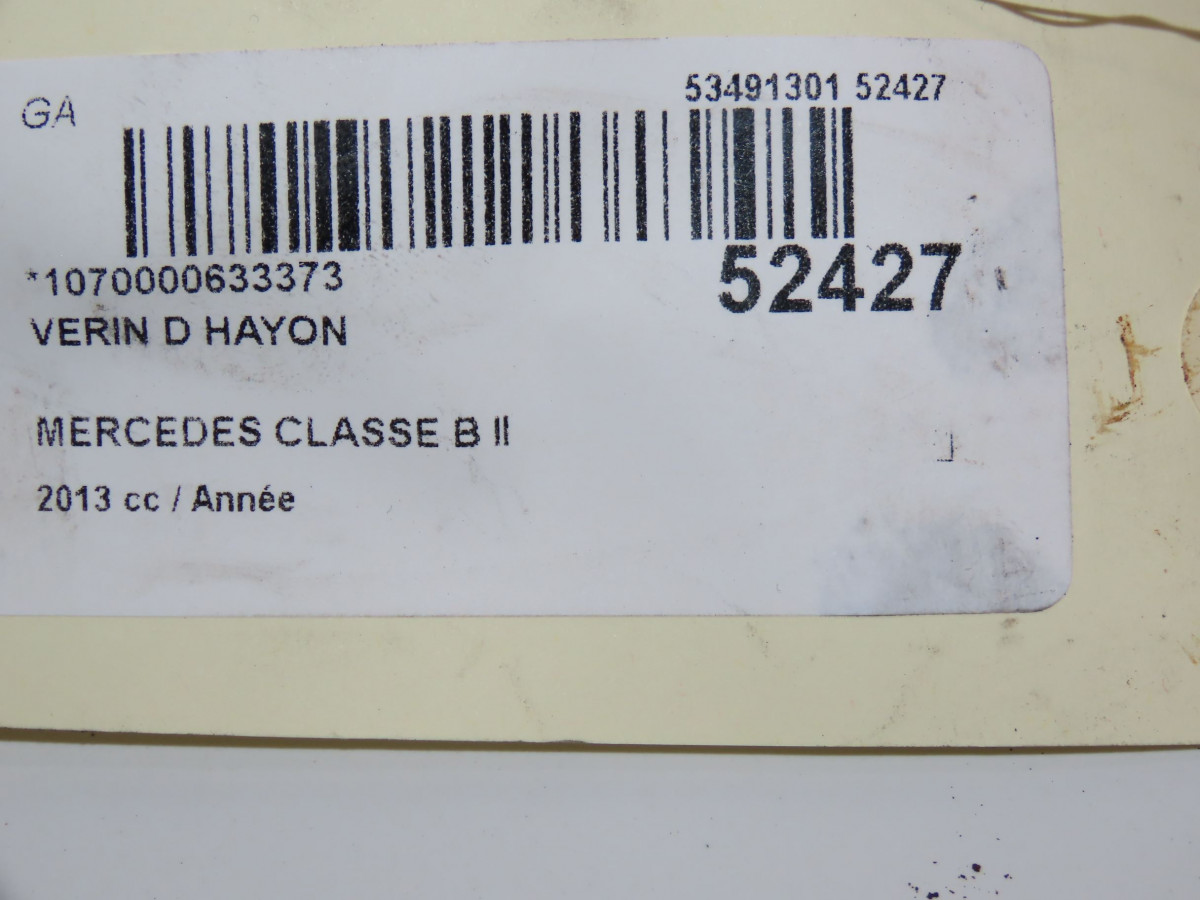 GA
53491301 52427
*1070000633373
52427
VERIN D HAYON
MERCEDES CLASSE B II
2013 cc / Année